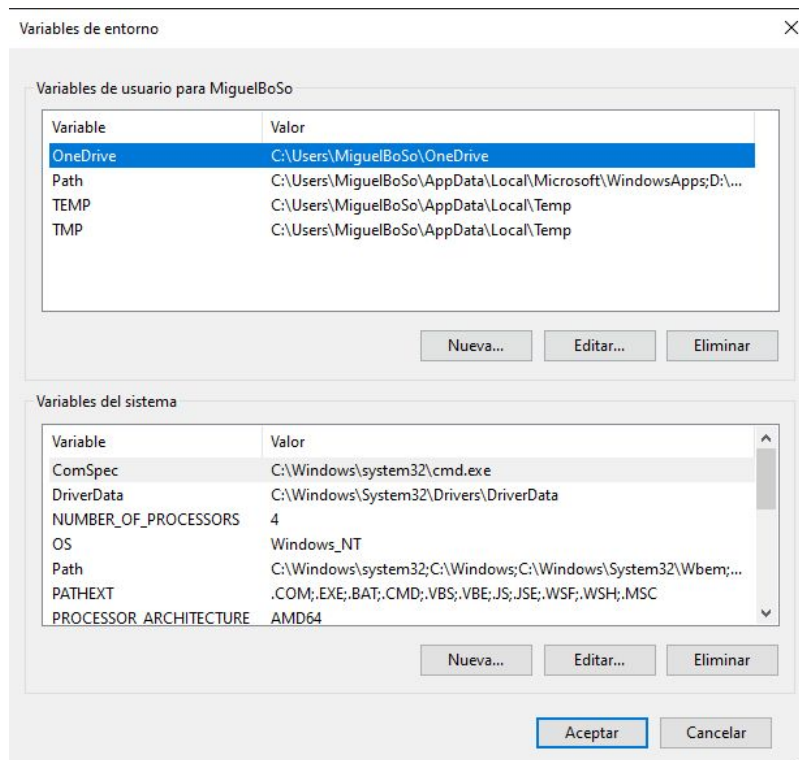 Variables de entorno
Variables de usuario para MiguelBoSo
Variable Valor
OneDrive C:\Users\MiguelBoSo\OneDrive
Path C:\Users\MiguelBoSo\AppData\Local\Microsoft\WindowsApps;D:\...
TEMP C:\Users\MiguelBoSo\AppData\Local\Temp
TMP C:\Users\MiguelBoSo\AppData\Local\Temp
Nueva... Editar... Eliminar
Variables del sistema
Variable Valor
ComSpec C:\Windows\system32\cmd.exe
DriverData C:\Windows\System32\Drivers\DriverData
NUMBER_OF_PROCESSORS 4
OS Windows_NT
Path C:\Windows\system32;C:\Windows;C:\Windows\System32\Wbem;...
PATHEXT .COM;.EXE;.BAT;.CMD;.VBS;.VBE;.JS;.JSE;.WSF;.WSH;.MSC
PROCESSOR_ARCHITECTURE AMD64
Nueva... Editar... Eliminar
Aceptar Cancelar